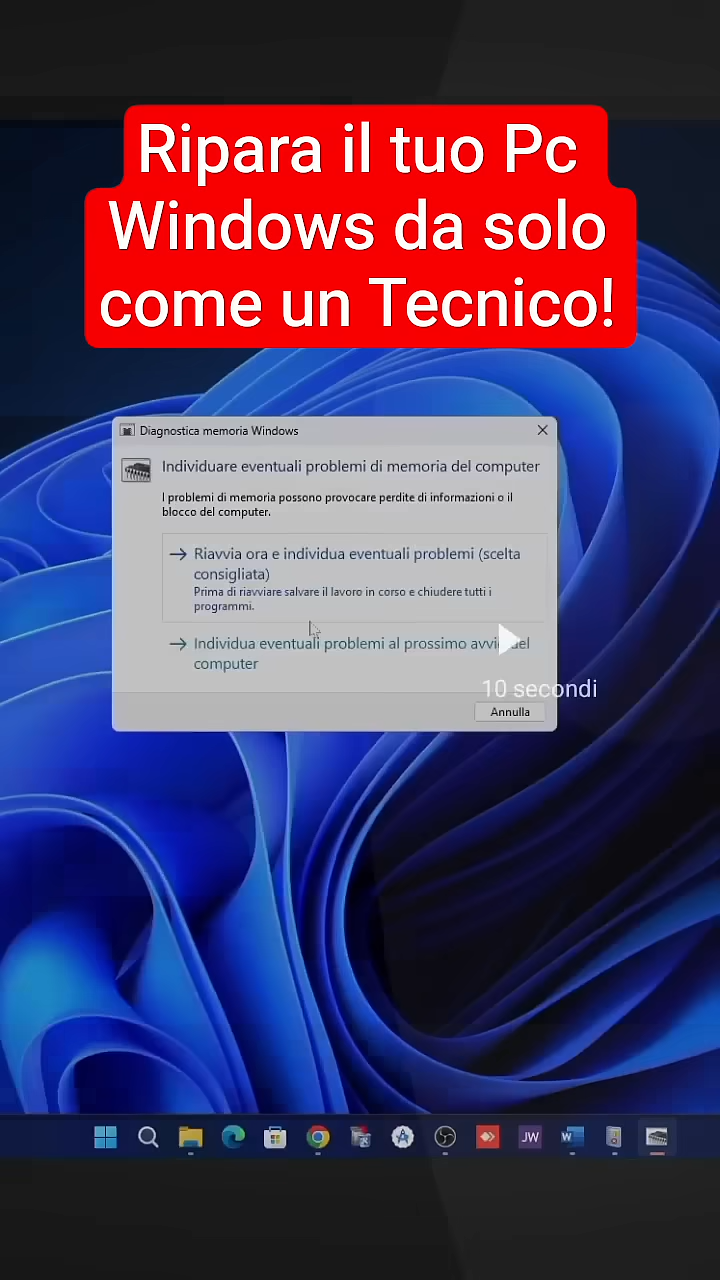 Ripara il tuo Pc
Windows da solo
come un Tecnico!
Diagnostica memoria Windows
Individuare eventuali problemi di memoria del computer
I problemi di memoria possono provocare perdite di informazioni o il
blocco del computer.
Riavvia ora e individua eventuali problemi (scelta
consigliata)
Prima di riavviare salvare il lavoro in corso e chiudere tutti i
programmi.
Individua eventuali problemi al prossimo avvio del
computer
10 secondi
Annulla
JW